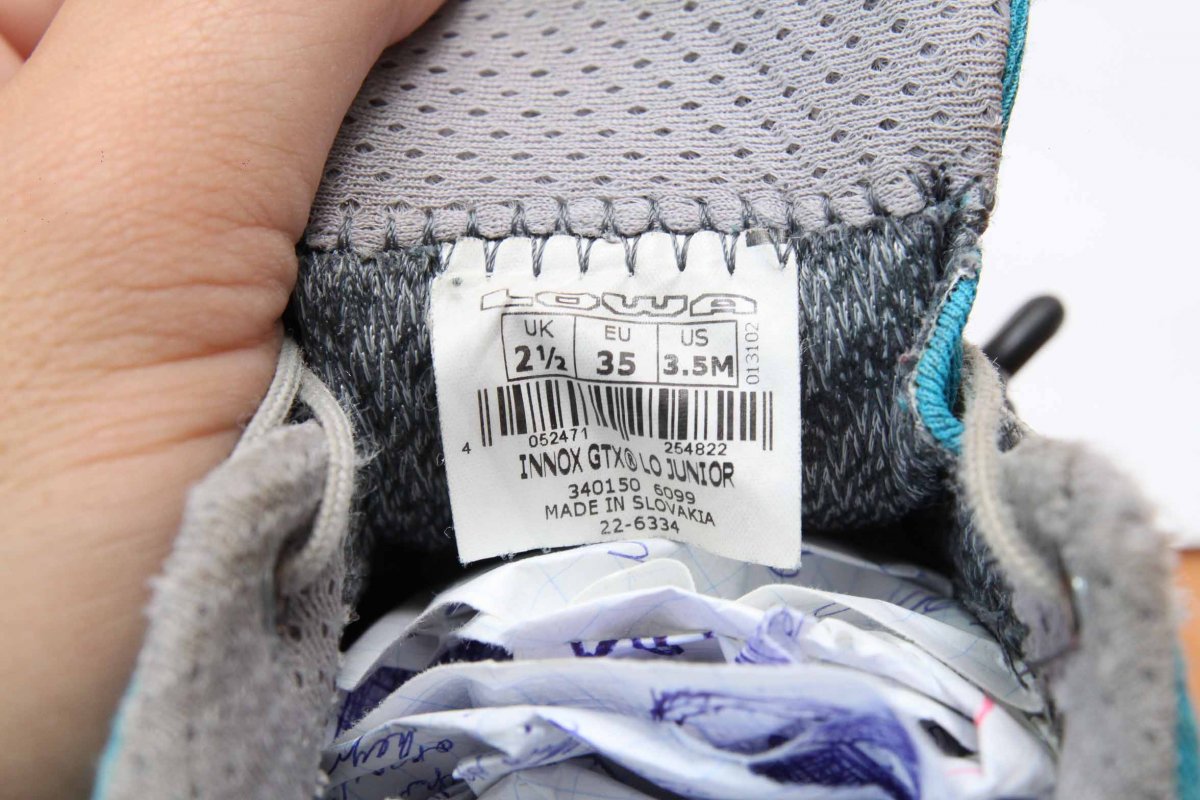 LOWA
UK EU US
2½ 35 3.5M
013102
4 052471 254822
INNOX GTX® LO JUNIOR
340150 6099
MADE IN SLOVAKIA
22-6334